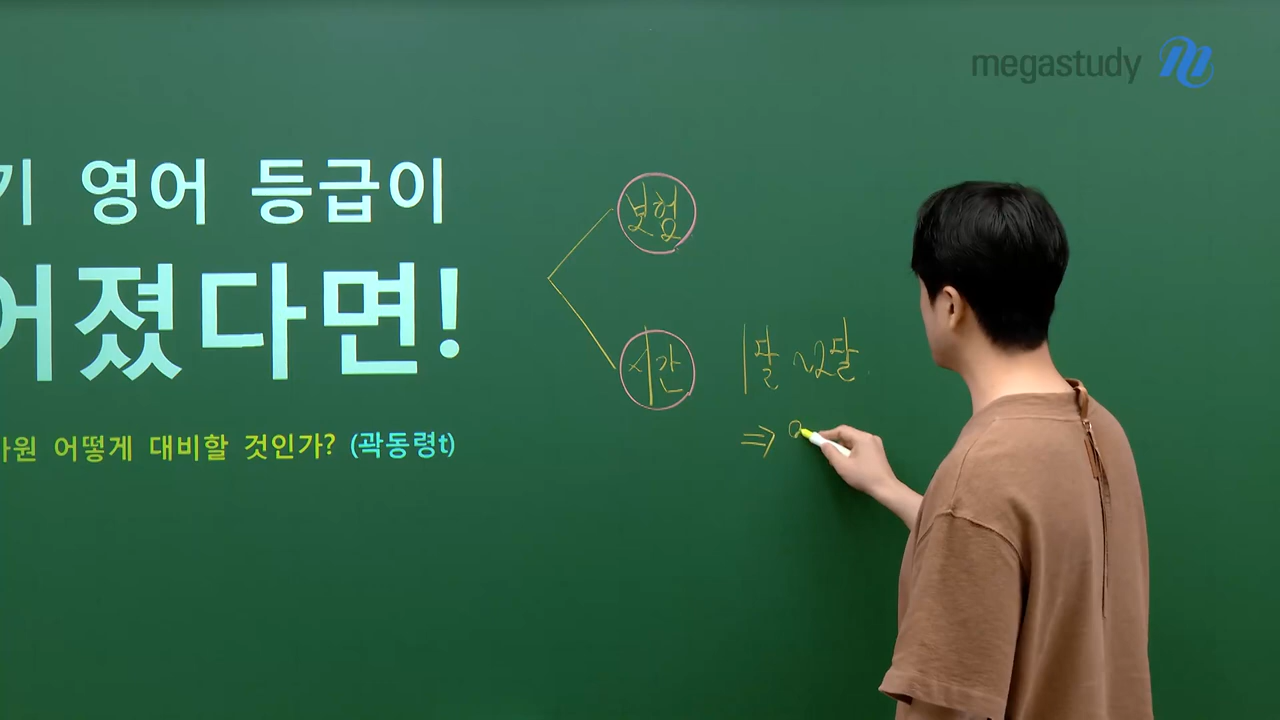 megastudy
기 영어 등급이
어졌다면!
원 어떻게 대비할 것인가? (곽동령t)
보험
시간 1달 ~2달
⇒